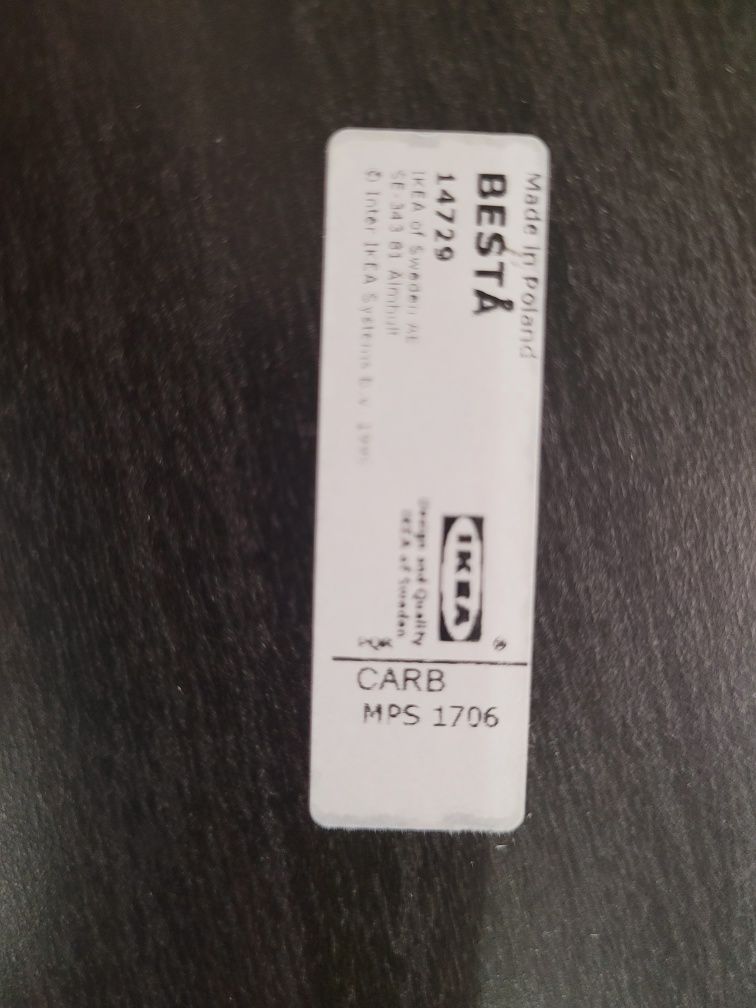 Made in Poland
BESTÅ
14729
IKEA of Sweden AB
SE-343 81 Älmhult
© Inter IKEA Systems B.V.
IKEA ®
Design and Quality
IKEA of Sweden
PQR
CARB
MPS 1706